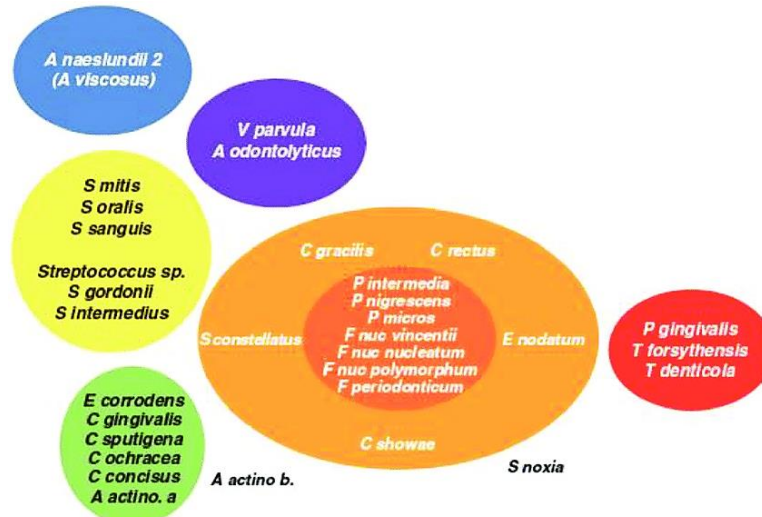 A naeslundii 2
(A viscosus)
V parvula
A odontolyticus
S mitis
S oralis
S sanguis
Streptococcus sp.
S gordonii
S intermedius
E corrodens
C gingivalis
C sputigena
C ochracea
C concisus
A actino. a
A actino b.
C gracilis
C rectus
P intermedia
P nigrescens
P micros
F nuc vincentii
F nuc nucleatum
F nuc polymorphum
F periodonticum
S constellatus
E nodatum
C showae
S noxia
P gingivalis
T forsythensis
T denticola